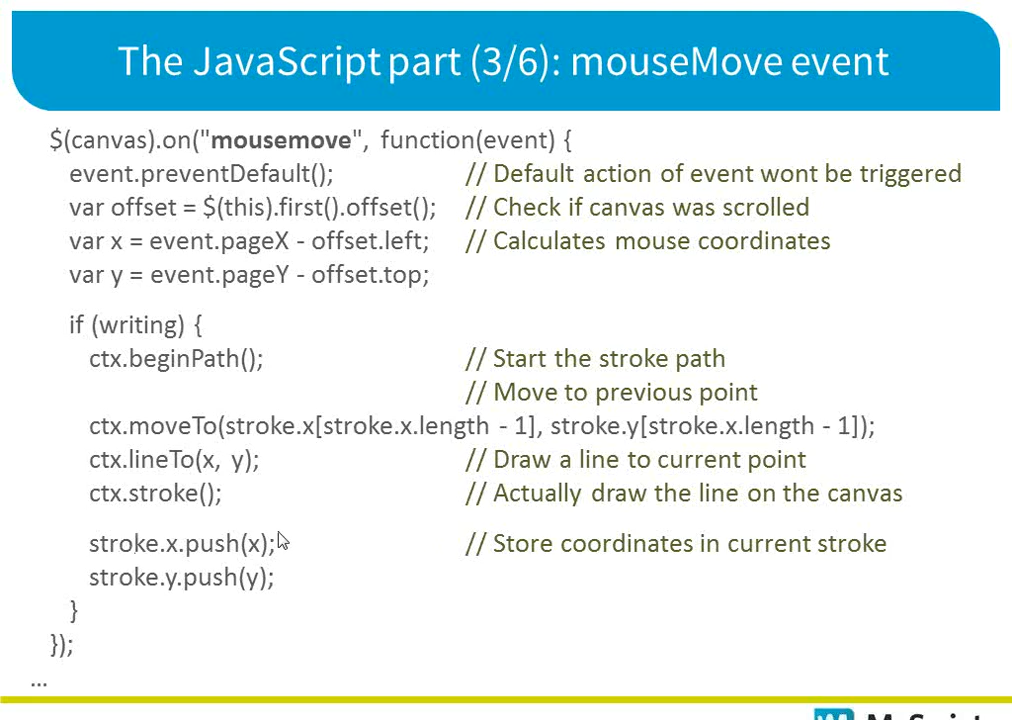 The JavaScript part (3/6): mouseMove event
$(canvas).on("mousemove", function(event) {
event.preventDefault(); // Default action of event wont be triggered
var offset = $(this).first().offset(); // Check if canvas was scrolled
var x = event.pageX - offset.left; // Calculates mouse coordinates
var y = event.pageY - offset.top;
if (writing) {
ctx.beginPath(); // Start the stroke path
// Move to previous point
ctx.moveTo(stroke.x[stroke.x.length - 1], stroke.y[stroke.x.length - 1]);
ctx.lineTo(x, y); // Draw a line to current point
ctx.stroke(); // Actually draw the line on the canvas
stroke.x.push(x); // Store coordinates in current stroke
stroke.y.push(y);
}
});
...